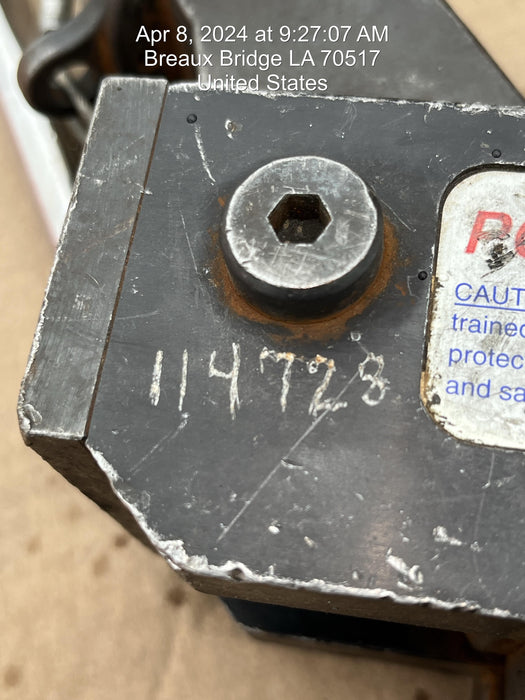 Apr 8, 2024 at 9:27:07 AM
Breaux Bridge LA 70517
United States
114728
CAUT
trained
protec
and sa